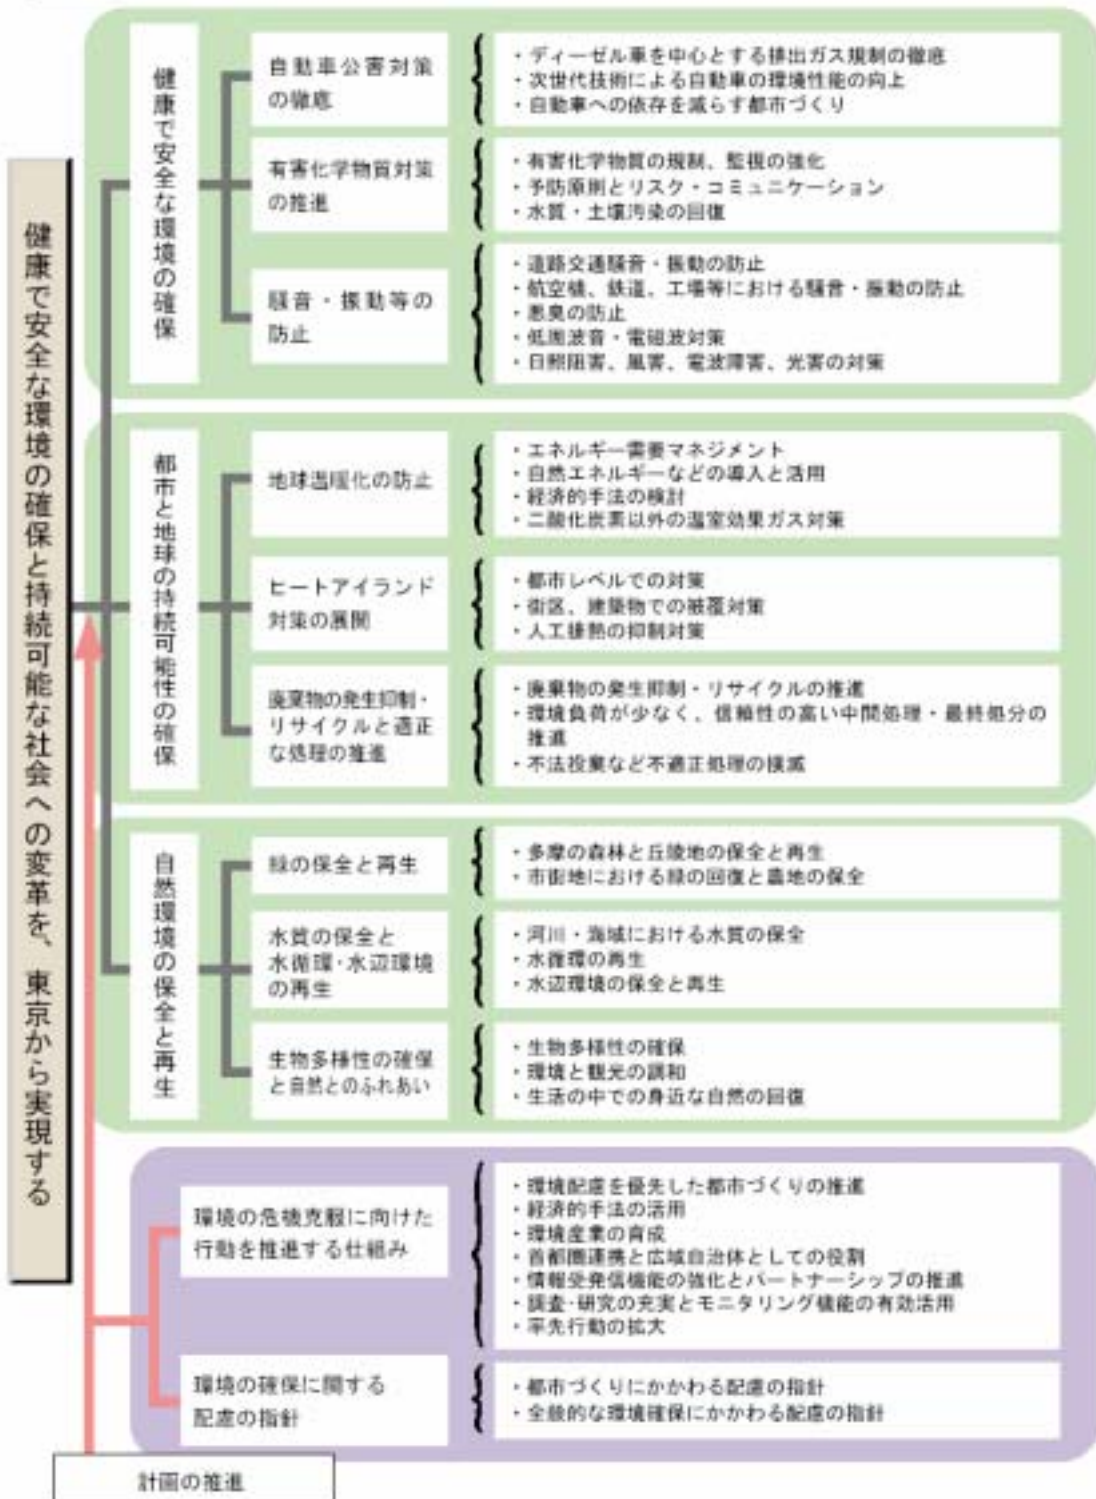 健康で安全な環境の確保と持続可能な社会への変革を、東京から実現する
健康で安全な環境の確保
自動車公害対策
の徹底
・ディーゼル車を中心とする排出ガス規制の徹底
・次世代技術による自動車の環境性能の向上
・自動車への依存を減らす都市づくり
有害化学物質対策
の推進
・有害化学物質の規制、監視の強化
・予防原則とリスク・コミュニケーション
・水質・土壌汚染の回復
騒音・振動等の
防止
・道路交通騒音・振動の防止
・航空機、鉄道、工場等における騒音・振動の防止
・悪臭の防止
・低周波音・電磁波対策
・日照阻害、風害、電波障害、光害の対策
都市と地球の持続可能性の確保
地球温暖化の防止
・エネルギー需要マネジメント
・自然エネルギーなどの導入と活用
・経済的手法の検討
・二酸化炭素以外の温室効果ガス対策
ヒートアイランド
対策の展開
・都市レベルでの対策
・街区、建築物での被覆対策
・人工排熱の抑制対策
廃棄物の発生抑制・
リサイクルと適正
な処理の推進
・廃棄物の発生抑制・リサイクルの推進
・環境負荷が少なく、信頼性の高い中間処理・最終処分の
推進
・不法投棄など不適正処理の撲滅
自然環境の保全と再生
緑の保全と再生
・多摩の森林と丘陵地の保全と再生
・市街地における緑の回復と農地の保全
水質の保全と
水循環・水辺環境
の再生
・河川・海域における水質の保全
・水循環の再生
・水辺環境の保全と再生
生物多様性の確保
と自然とのふれあい
・生物多様性の確保
・環境と観光の調和
・生活の中での身近な自然の回復
環境の危機克服に向けた
行動を推進する仕組み
・環境配慮を優先した都市づくりの推進
・経済的手法の活用
・環境産業の育成
・首都圏連携と広域自治体としての役割
・情報受発信機能の強化とパートナーシップの推進
・調査・研究の充実とモニタリング機能の有効活用
・率先行動の拡大
環境の確保に関する
配慮の指針
・都市づくりにかかわる配慮の指針
・全般的な環境確保にかかわる配慮の指針
計画の推進